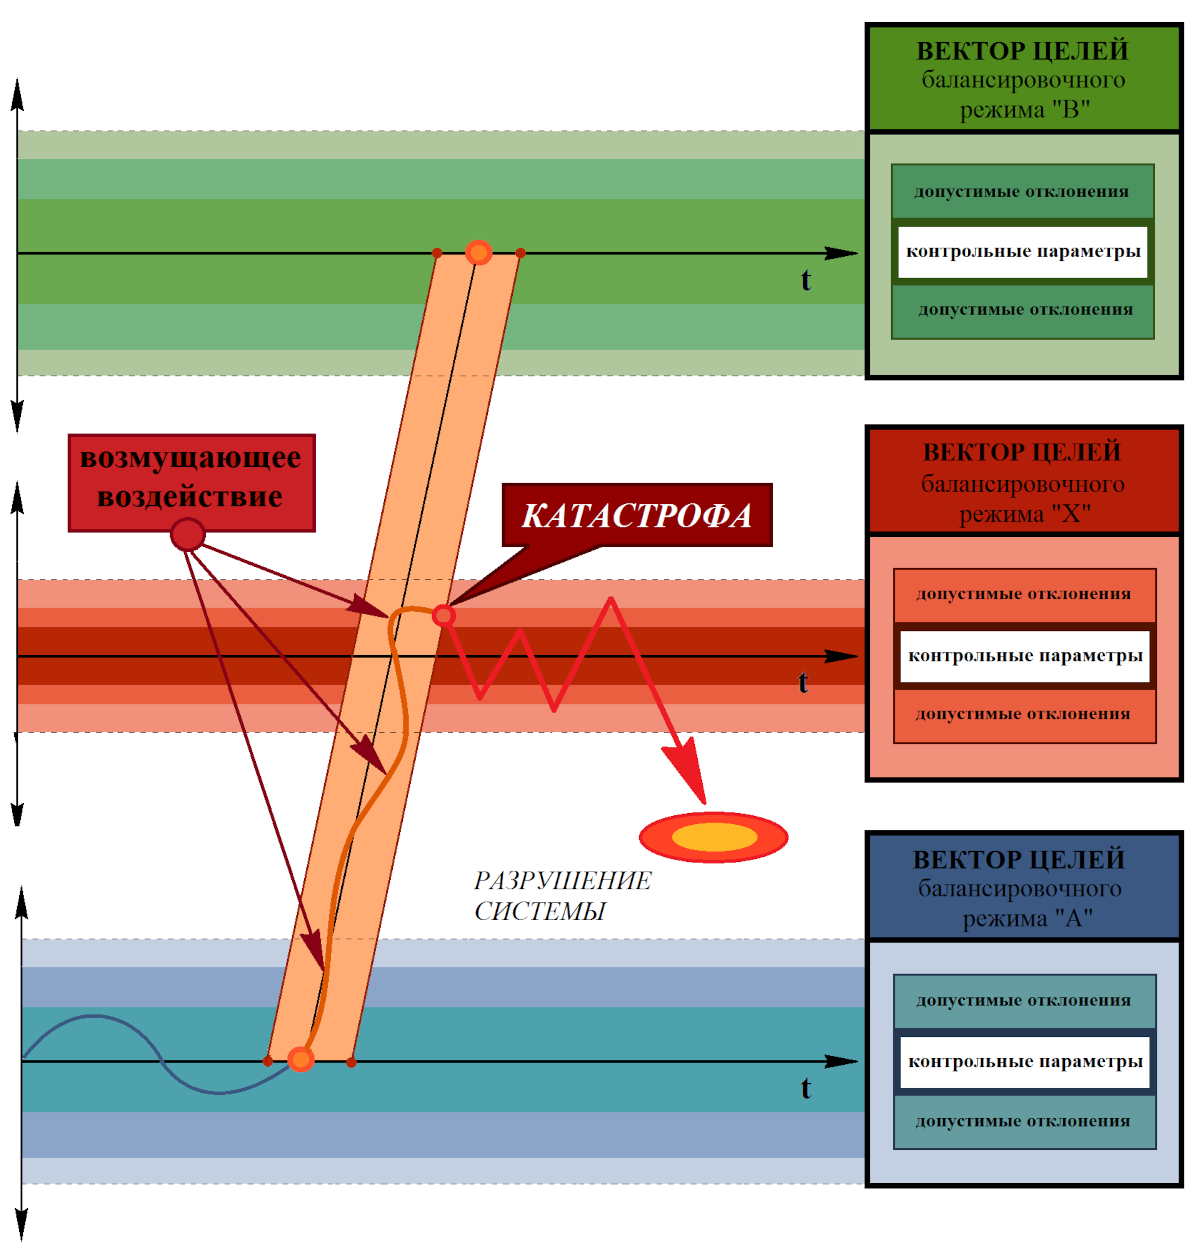 ВЕКТОР ЦЕЛЕЙ
балансировочного
режима "В"
допустимые отклонения
контрольные параметры
допустимые отклонения
t
возмущающее
воздействие
КАТАСТРОФА
ВЕКТОР ЦЕЛЕЙ
балансировочного
режима "Х"
допустимые отклонения
контрольные параметры
допустимые отклонения
t
РАЗРУШЕНИЕ
СИСТЕМЫ
ВЕКТОР ЦЕЛЕЙ
балансировочного
режима "А"
допустимые отклонения
контрольные параметры
допустимые отклонения
t